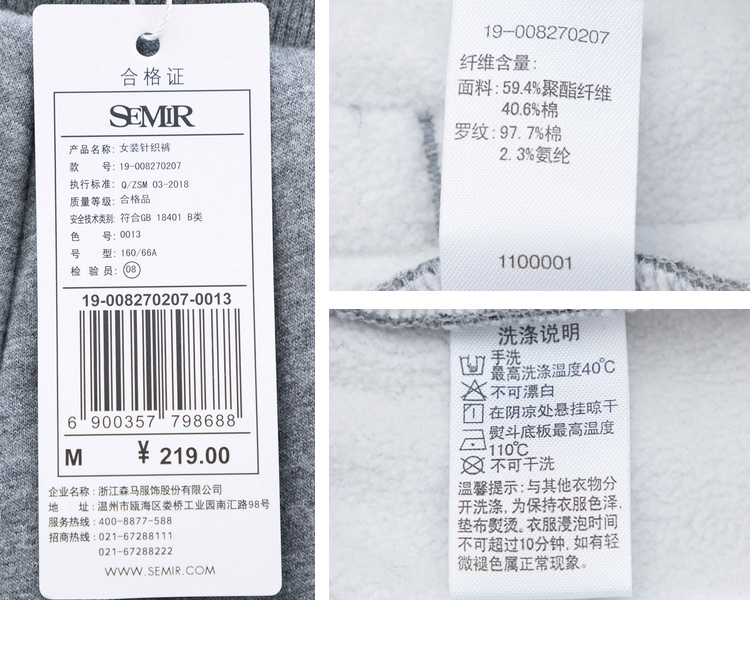 合格证
SEMIR
产品名称: 女装针织裤
款 号: 19-008270207
执行标准: Q/ZSM 03-2018
质量等级: 合格品
安全技术类别: 符合GB 18401 B类
色 号: 0013
号 型: 160/66A
检 验 员: 08
19-008270207-0013
6 900357 798688
M ¥ 219.00
企业名称: 浙江森马服饰股份有限公司
地 址: 温州市瓯海区娄桥工业园南汇路98号
服务热线: 400-8877-588
招商热线: 021-67288111
021-67288222
WWW.SEMIR.COM
19-008270207
纤维含量:
面料: 59.4%聚酯纤维
40.6%棉
罗纹: 97.7%棉
2.3%氨纶
1100001
洗涤说明
手洗
最高洗涤温度40℃
不可漂白
在阴凉处悬挂晾干
熨斗底板最高温度
110℃
不可干洗
温馨提示: 与其他衣物分
开洗涤, 为保持衣服色泽,
垫布熨烫。衣服浸泡时间
不可超过10分钟, 如有轻
微褪色属正常现象。